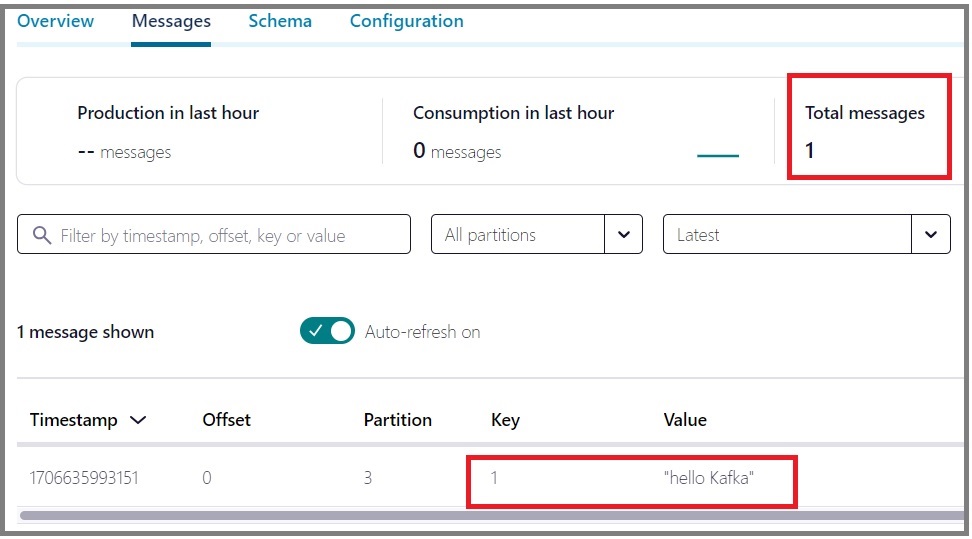 Overview Messages Schema Configuration
Production in last hour Consumption in last hour Total messages
-- messages 0 messages 1
Filter by timestamp, offset, key or value All partitions Latest
1 message shown Auto-refresh on
Timestamp Offset Partition Key Value
1706635993151 0 3 1 "hello Kafka"